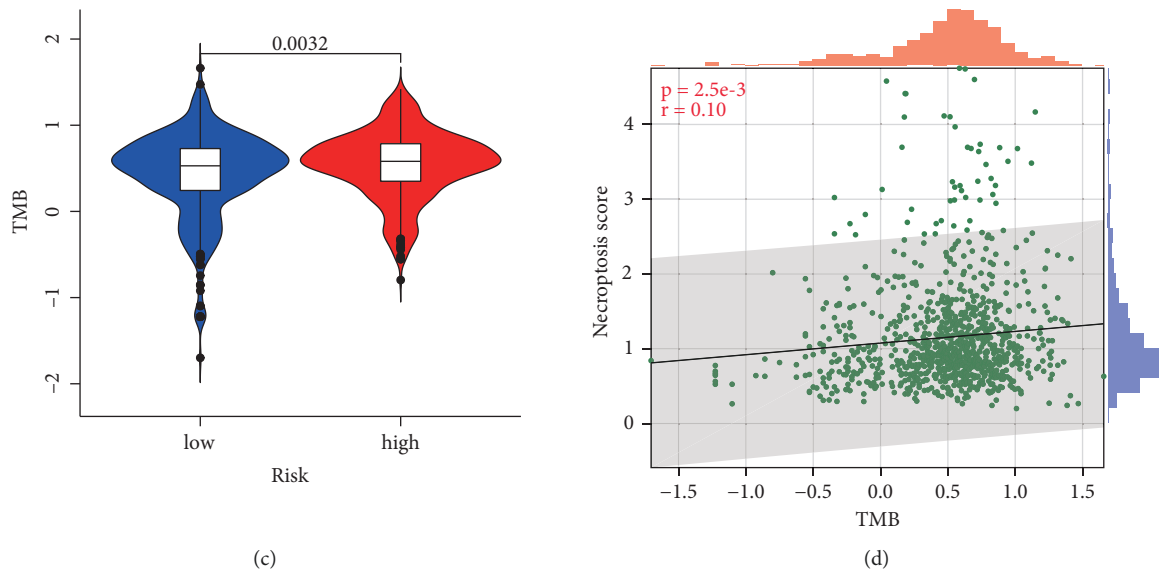 2
1
0
−1
−2
TMB
0.0032
low
high
Risk
(c)
p = 2.5e-3
r = 0.10
4
3
2
1
0
Necroptosis score
−1.5
−1.0
−0.5
0.0
0.5
1.0
1.5
TMB
(d)